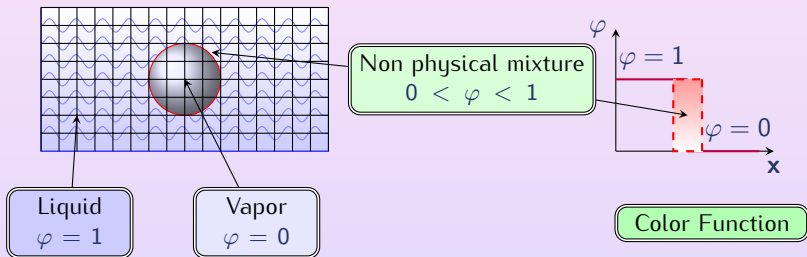 Non physical mixture
0 < φ < 1
φ
φ = 1
φ = 0
x
Liquid
φ = 1
Vapor
φ = 0
Color Function